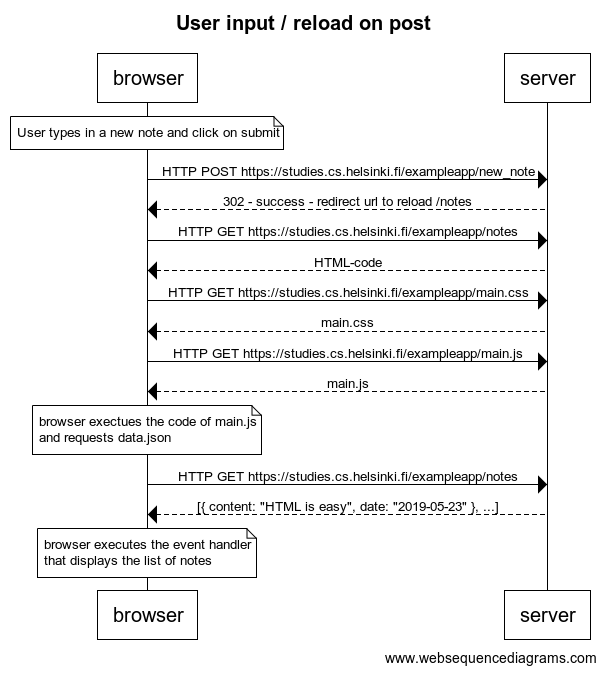 User input / reload on post
browser
server
User types in a new note and click on submit
HTTP POST https://studies.cs.helsinki.fi/exampleapp/new_note
302 - success - redirect url to reload /notes
HTTP GET https://studies.cs.helsinki.fi/exampleapp/notes
HTML-code
HTTP GET https://studies.cs.helsinki.fi/exampleapp/main.css
main.css
HTTP GET https://studies.cs.helsinki.fi/exampleapp/main.js
main.js
browser exectues the code of main.js
and requests data.json
HTTP GET https://studies.cs.helsinki.fi/exampleapp/notes
[{ content: "HTML is easy", date: "2019-05-23" }, ...]
browser executes the event handler
that displays the list of notes
browser
server
www.websequencediagrams.com